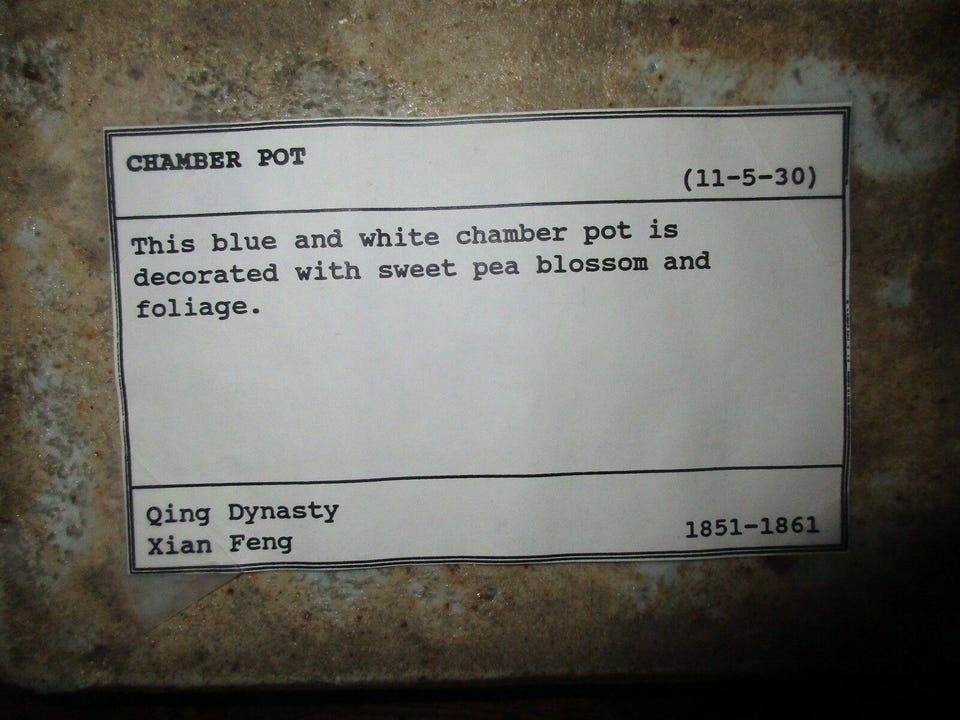 CHAMBER POT
(11-5-30)
This blue and white chamber pot is
decorated with sweet pea blossom and
foliage.
Qing Dynasty
Xian Feng
1851-1861